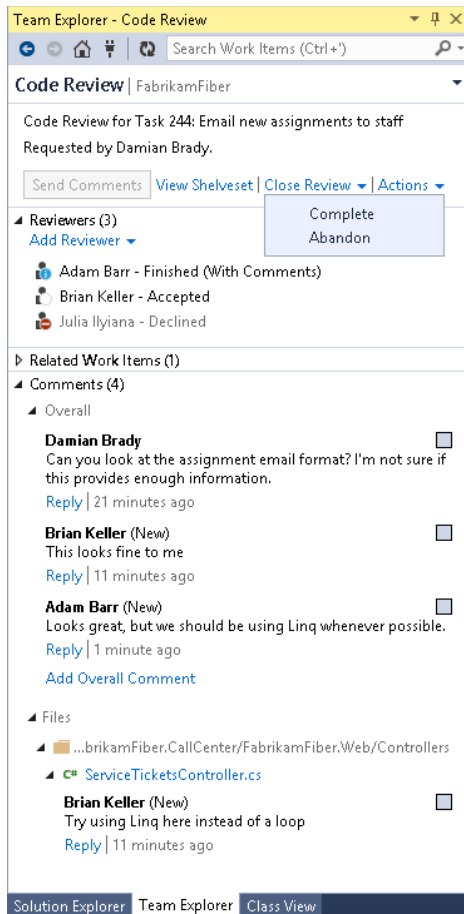 Team Explorer - Code Review
Search Work Items (Ctrl+')
Code Review | FabrikamFiber
Code Review for Task 244: Email new assignments to staff
Requested by Damian Brady.
Send Comments View Shelveset | Close Review | Actions
Complete
Abandon
Reviewers (3)
Add Reviewer
Adam Barr - Finished (With Comments)
Brian Keller - Accepted
Julia Ilyiana - Declined
Related Work Items (1)
Comments (4)
Overall
Damian Brady
Can you look at the assignment email format? I'm not sure if
this provides enough information.
Reply | 21 minutes ago
Brian Keller (New)
This looks fine to me
Reply | 11 minutes ago
Adam Barr (New)
Looks great, but we should be using Linq whenever possible.
Reply | 1 minute ago
Add Overall Comment
Files
...brikamFiber.CallCenter/FabrikamFiber.Web/Controllers
C# ServiceTicketsController.cs
Brian Keller (New)
Try using Linq here instead of a loop
Reply | 11 minutes ago
Solution Explorer Team Explorer Class View